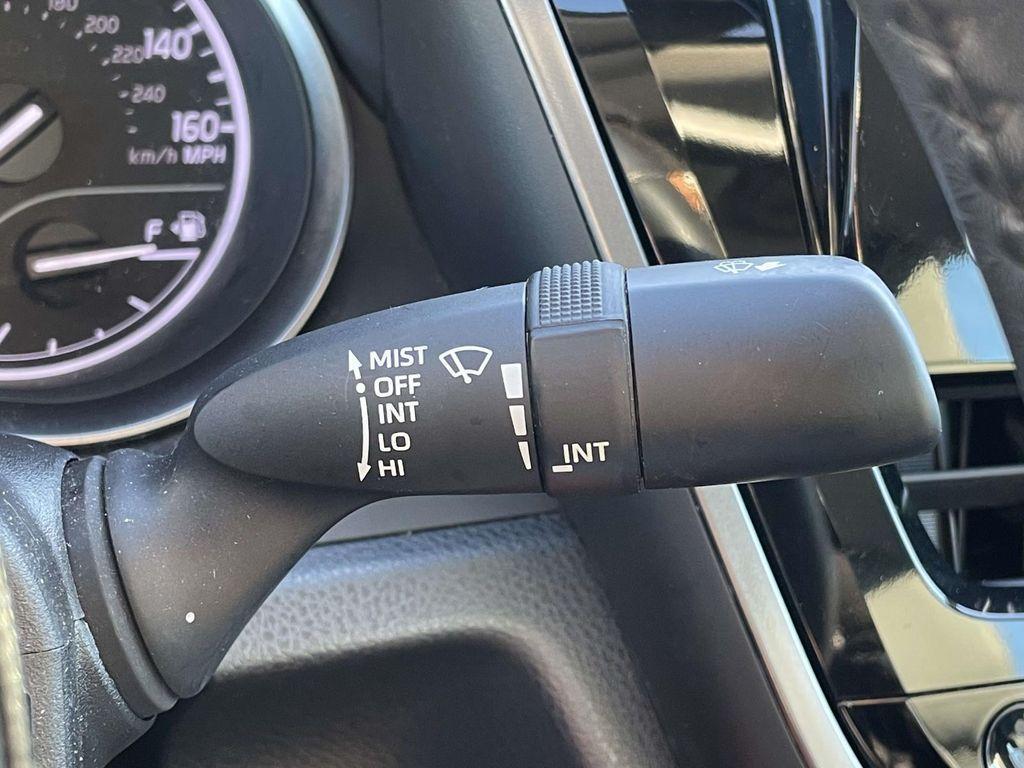 180
200
220
140
240
160
km/h MPH
F
MIST
OFF
INT
LO
HI
INT